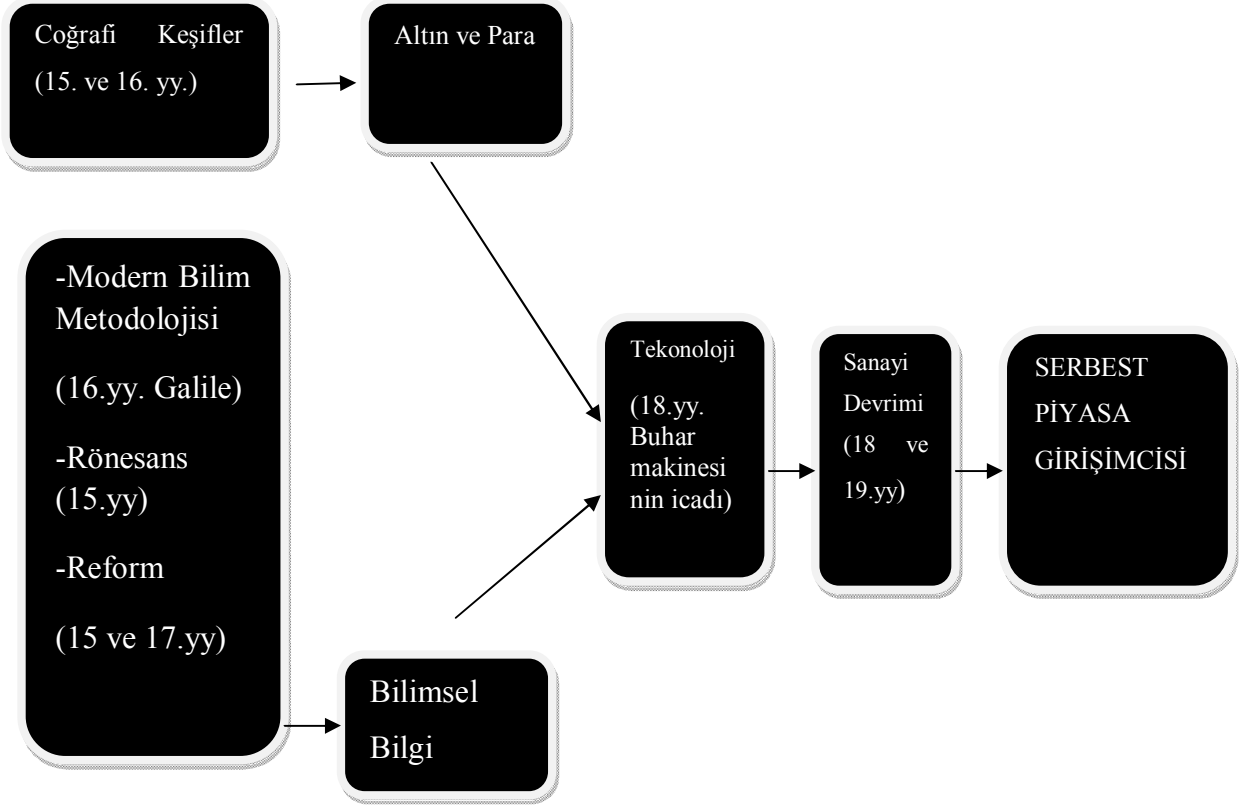 Coğrafi Keşifler
(15. ve 16. yy.)
Altın ve Para
-Modern Bilim
Metodolojisi
(16.yy. Galile)
-Rönesans
(15.yy)
-Reform
(15 ve 17.yy)
Bilimsel
Bilgi
Tekonoloji
(18.yy.
Buhar
makinesi
nin icadı)
Sanayi
Devrimi
(18 ve
19.yy)
SERBEST
PİYASA
GİRİŞİMCİSİ